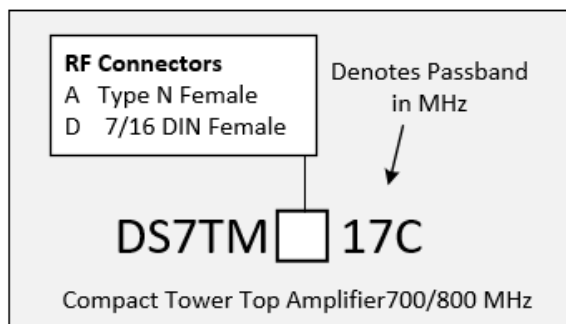 RF Connectors
A Type N Female
D 7/16 DIN Female
Denotes Passband
in MHz
DS7TM 17C
Compact Tower Top Amplifier700/800 MHz